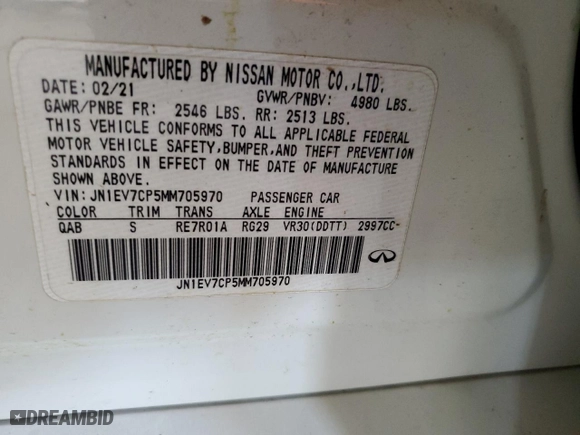 MANUFACTURED BY NISSAN MOTOR CO.,LTD.
DATE: 02/21 GVWR/PNBV: 4980 LBS.
GAWR/PNBE FR: 2546 LBS. RR: 2513 LBS.
THIS VEHICLE CONFORMS TO ALL APPLICABLE FEDERAL
MOTOR VEHICLE SAFETY,BUMPER,AND THEFT PREVENTION
STANDARDS IN EFFECT ON THE DATE OF MANUFACTURE
SHOWN ABOVE.
VIN:JN1EV7CP5MM705970 PASSENGER CAR
COLOR TRIM TRANS AXLE ENGINE
QAB S RE7R01A RG29 VR30(DDTT) 2997CC-
JN1EV7CP5MM705970
DREAMBID